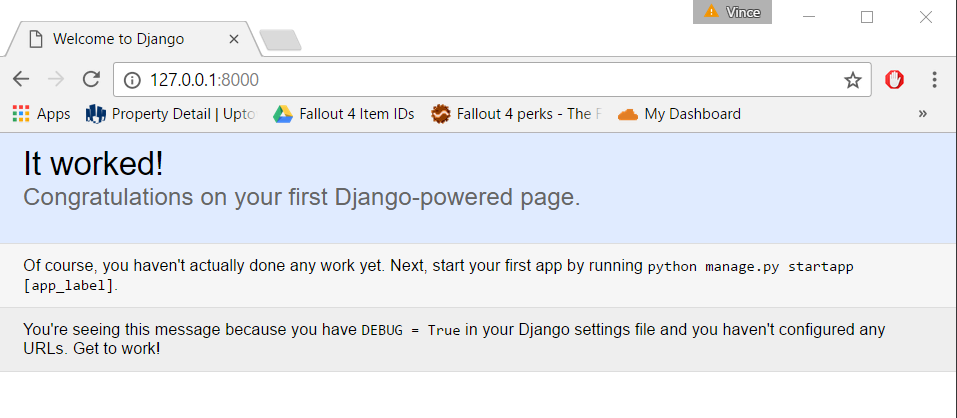 Vince
Welcome to Django
127.0.0.1:8000
Apps Property Detail | Upto Fallout 4 Item IDs Fallout 4 perks - The F My Dashboard »
It worked!
Congratulations on your first Django-powered page.
Of course, you haven't actually done any work yet. Next, start your first app by running python manage.py startapp
[app_label].
You're seeing this message because you have DEBUG = True in your Django settings file and you haven't configured any
URLs. Get to work!